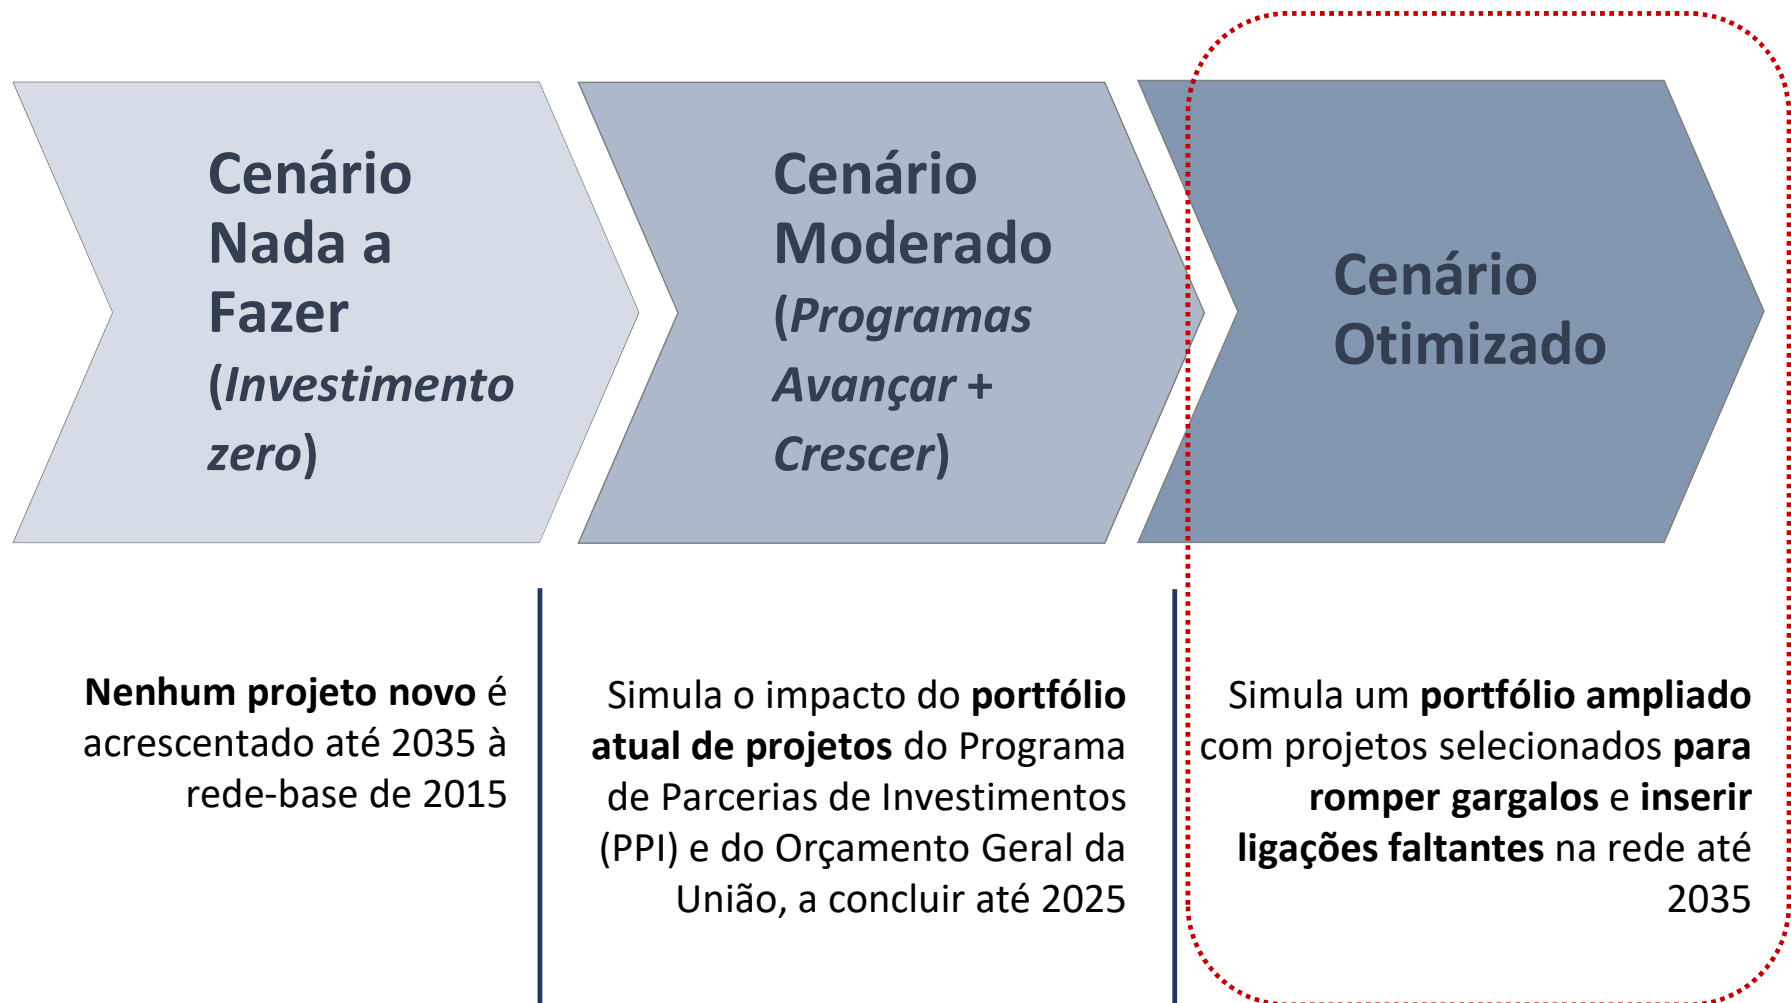 Cenário
Nada a
Fazer
(Investimento
zero)
Cenário
Moderado
(Programas
Avançar +
Crescer)
Cenário
Otimizado
Nenhum projeto novo é
acrescentado até 2035 à
rede-base de 2015
Simula o impacto do portfólio
atual de projetos do Programa
de Parcerias de Investimentos
(PPI) e do Orçamento Geral da
União, a concluir até 2025
Simula um portfólio ampliado
com projetos selecionados para
romper gargalos e inserir
ligações faltantes na rede até
2035